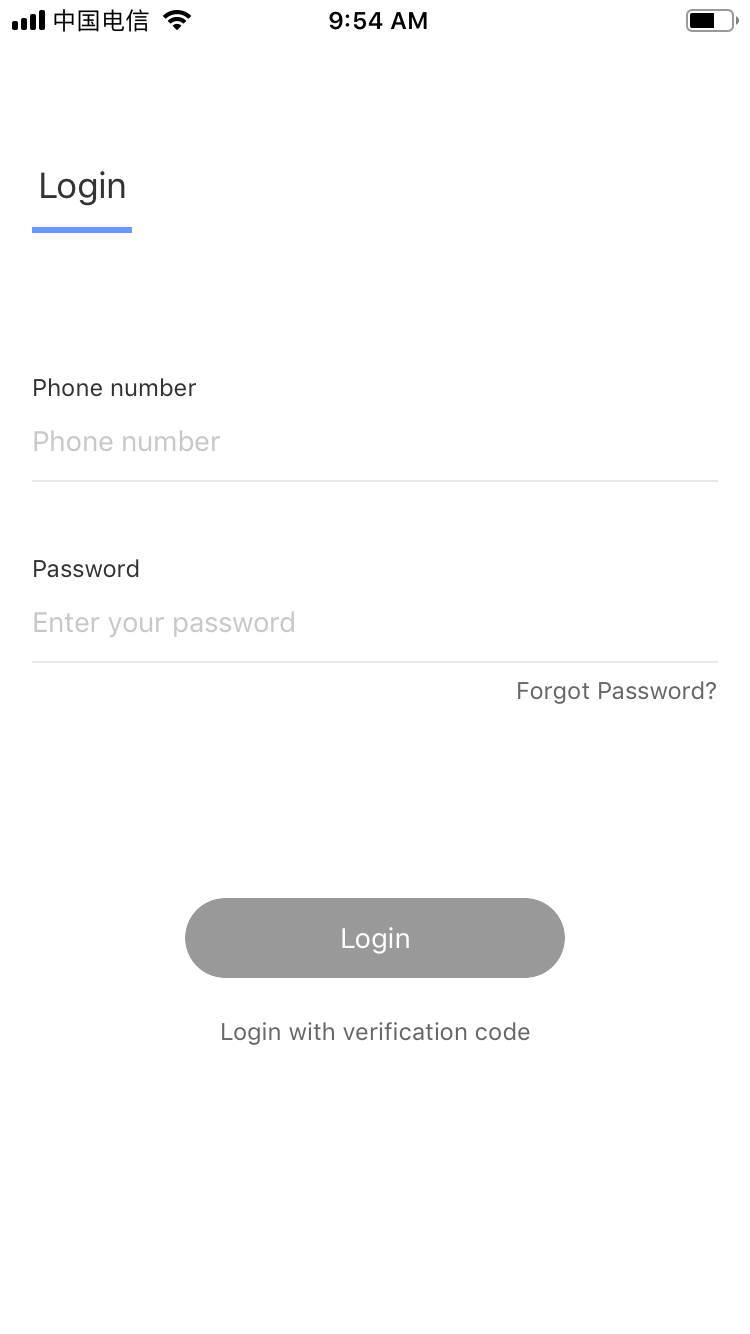 中国电信 9:54 AM
Login
Phone number
Phone number
Password
Enter your password
Forgot Password?
Login
Login with verification code